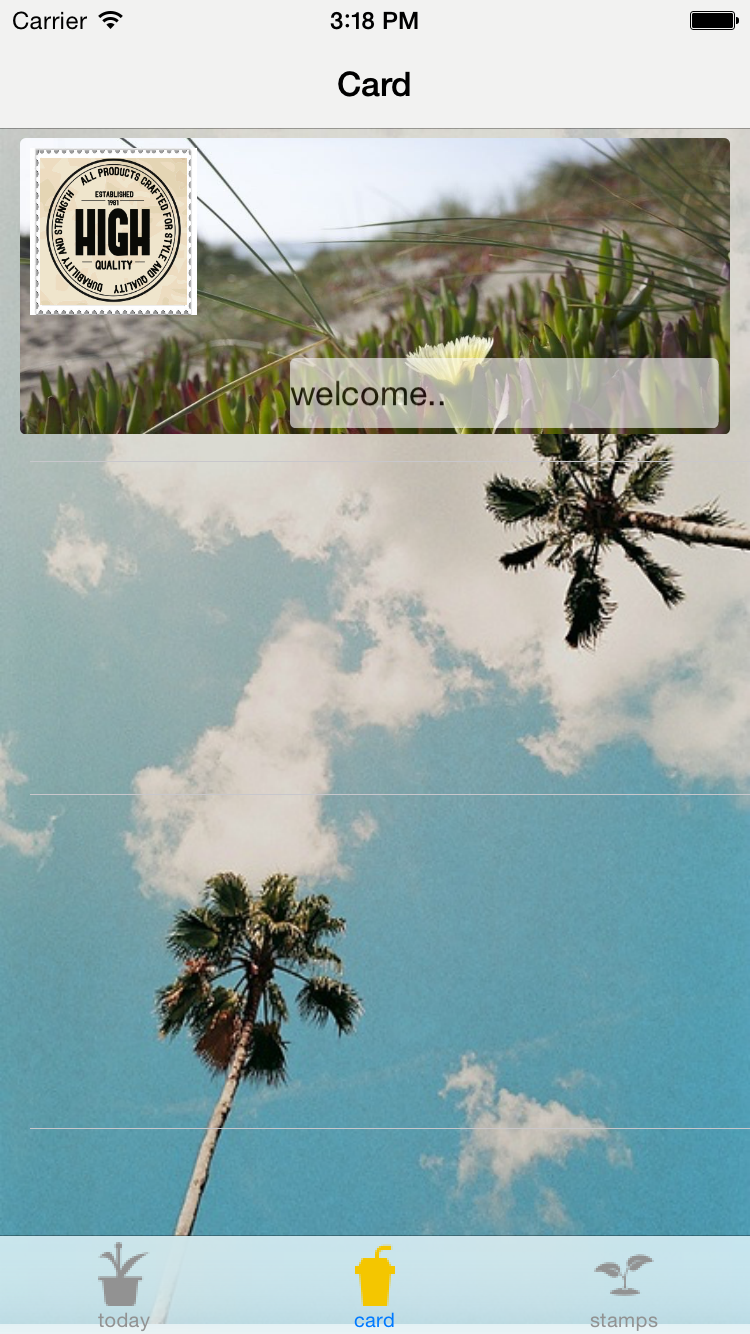 Carrier
3:18 PM
Card
ALL PRODUCTS CRAFTED FOR STYLE AND QUALITY
DURABILITY AND STRENGTH
ESTABLISHED
1981
HIGH
QUALITY
welcome..
today
card
stamps